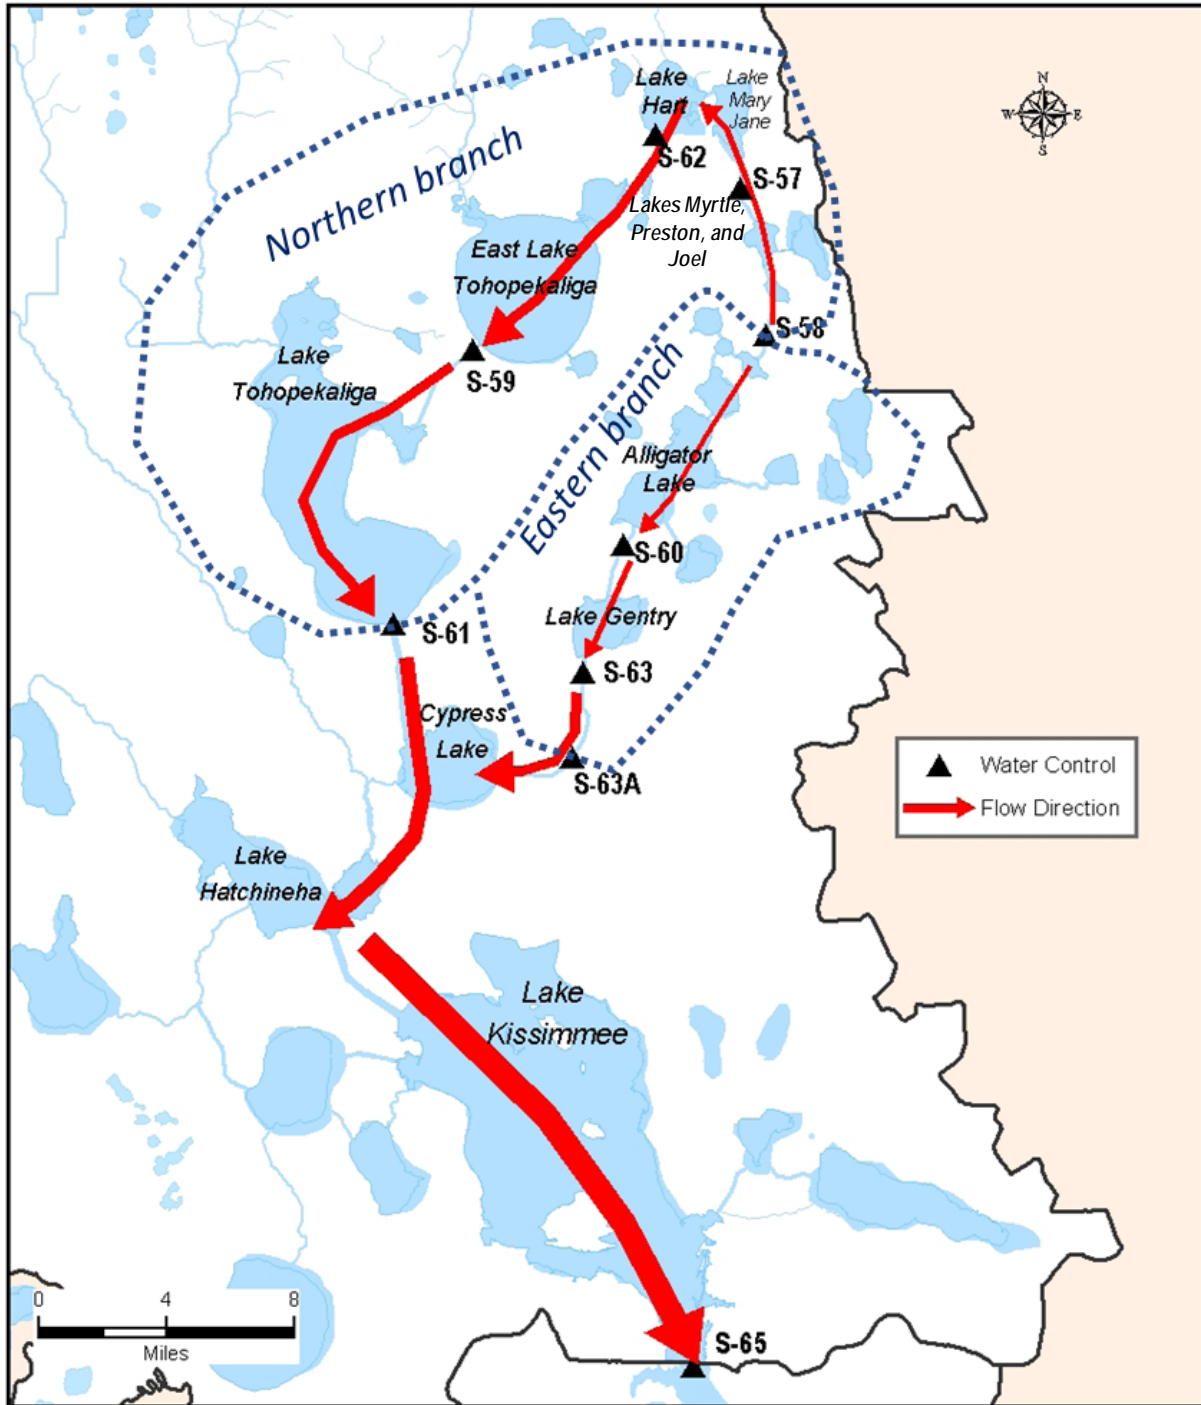 N
W
E
S
Lake
Hart
Lake
Mary
Jane
S-62
S-57
Northern branch
Lakes Myrtle,
Preston, and
Joel
East Lake
Tohopekaliga
S-58
Lake
Tohopekaliga
S-59
Eastern branch
Alligator
Lake
S-60
Lake Gentry
S-61
S-63
Cypress
Lake
S-63A
Water Control
Flow Direction
Lake
Hatchineha
Lake
Kissimmee
0 4 8
Miles
S-65